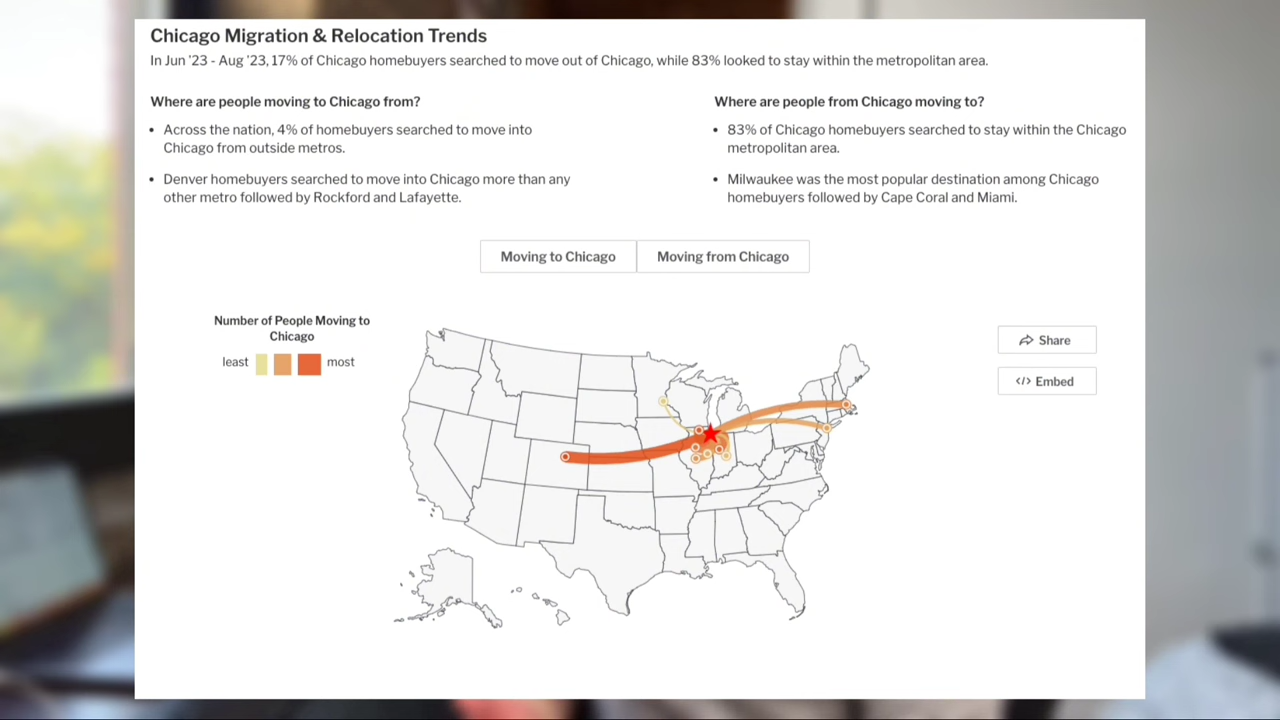 Chicago Migration & Relocation Trends
In Jun '23 - Aug '23, 17% of Chicago homebuyers searched to move out of Chicago, while 83% looked to stay within the metropolitan area.
Where are people moving to Chicago from?
• Across the nation, 4% of homebuyers searched to move into
Chicago from outside metros.
• Denver homebuyers searched to move into Chicago more than any
other metro followed by Rockford and Lafayette.
Where are people from Chicago moving to?
• 83% of Chicago homebuyers searched to stay within the Chicago
metropolitan area.
• Milwaukee was the most popular destination among Chicago
homebuyers followed by Cape Coral and Miami.
Moving to Chicago
Moving from Chicago
Number of People Moving to
Chicago
least most
Share
</> Embed